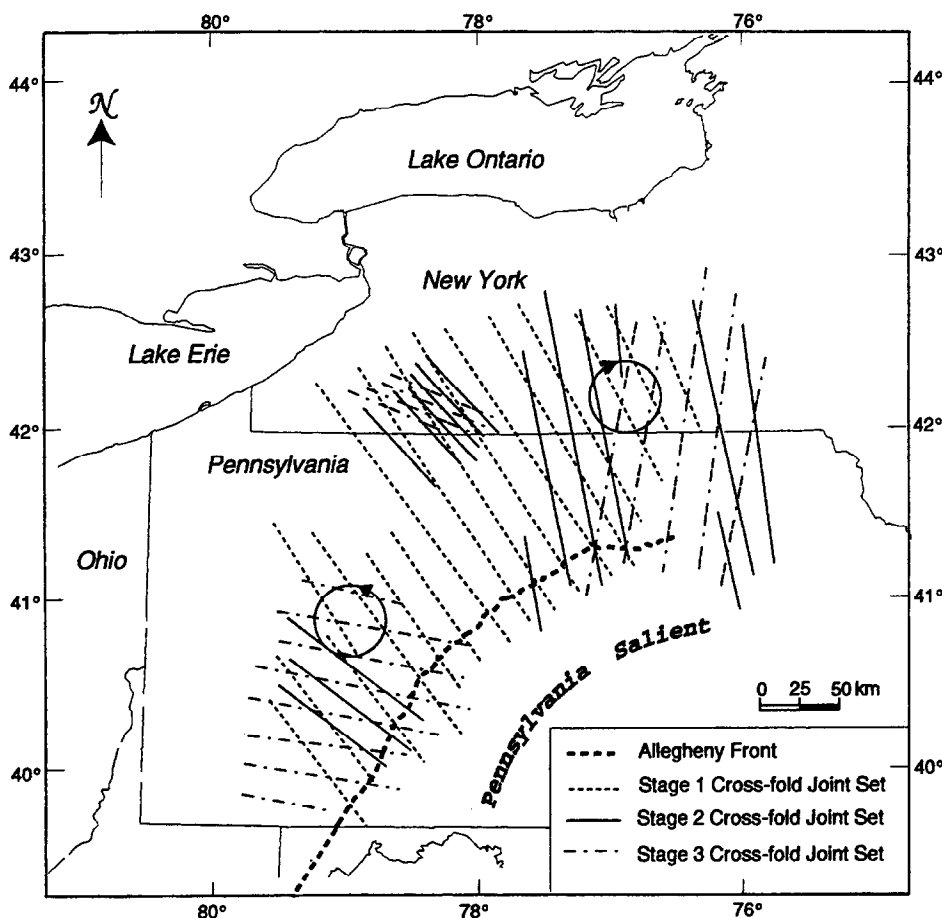 80°
78°
76°
44°
44°
N
Lake Ontario
43°
43°
New York
Lake Erie
42°
42°
Pennsylvania
Ohio
41°
41°
Pennsylvania Salient
0 25 50 km
40°
40°
Allegheny Front
Stage 1 Cross-fold Joint Set
Stage 2 Cross-fold Joint Set
Stage 3 Cross-fold Joint Set
80°
78°
76°